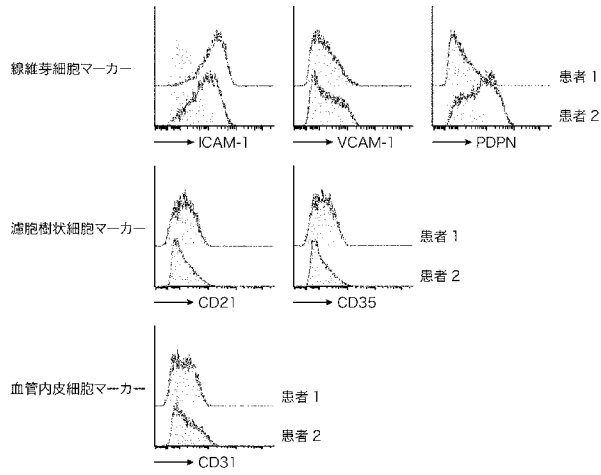 線維芽細胞マーカー
患者 1
患者 2
ICAM-1
VCAM-1
PDPN
濾胞樹状細胞マーカー
患者 1
患者 2
CD21
CD35
血管内皮細胞マーカー
患者 1
患者 2
CD31